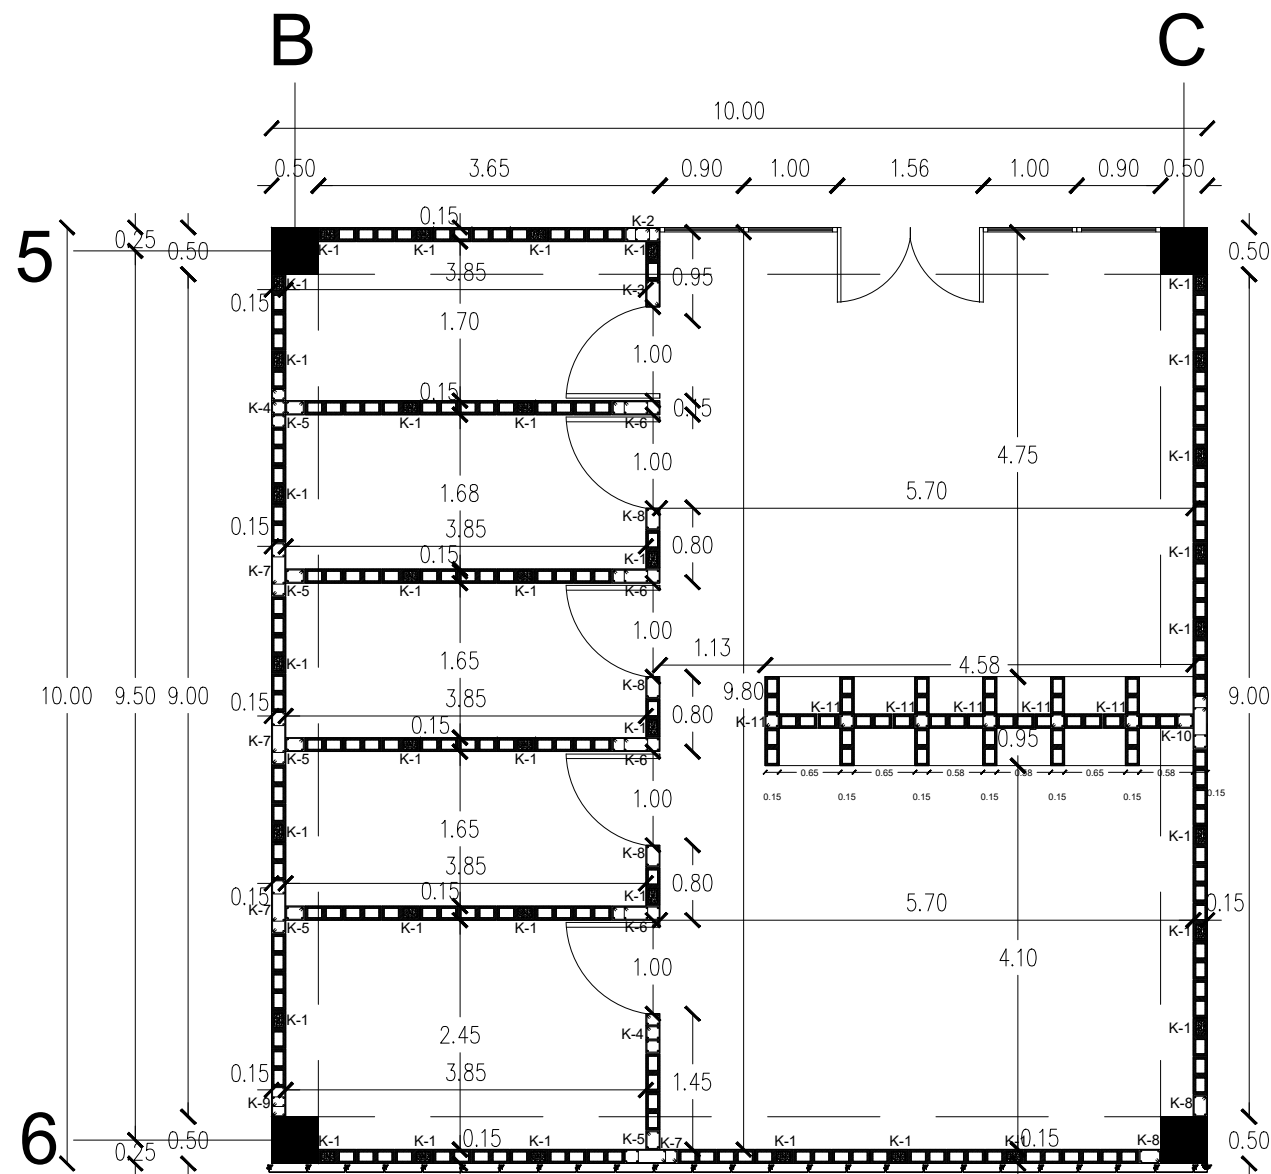 B C
10.00
0.50 3.65 0.90 1.00 1.56 1.00 0.90 0.50
0.15 K-2
5 0.25 0.50 K-1 K-1 K-1 K-1 0.50
3.85 0.95
K-1 K-3 K-1
0.15
1.70
1.00
K-1 K-1
0.15
K-4 0.15
K-5 K-1 K-1 K-6
4.75 K-1
1.00
K-1 1.68 5.70
K-8
0.15 3.85
0.15 K-1 0.80 K-1
K-7
K-5 K-1 K-1 K-6
1.00 K-1
1.13
K-1 1.65 4.58
K-8
10.00 9.50 9.00 0.15 3.85 9.80 9.00
K-11 K-11 K-11 K-11 K-11
0.15 K-1 0.80 K-11
K-7 0.95 K-10
K-5 K-1 K-1 K-6
0.65 0.65 0.58 0.58 0.65 0.58
1.00 0.15 0.15 0.15 0.15 0.15 0.15 0.15
K-1 1.65 K-1
K-8
3.85
0.15 0.15 K-1 0.80
K-7 5.70 0.15
K-5 K-1 K-1 K-6 K-1
1.00 4.10
K-1 2.45 K-4 K-1
0.15 3.85 1.45
K-9 K-8
6 0.25 0.50 K-1 K-1 0.15 K-1 K-5 K-7 K-1 K-1 K-1 0.15 K-8 0.50